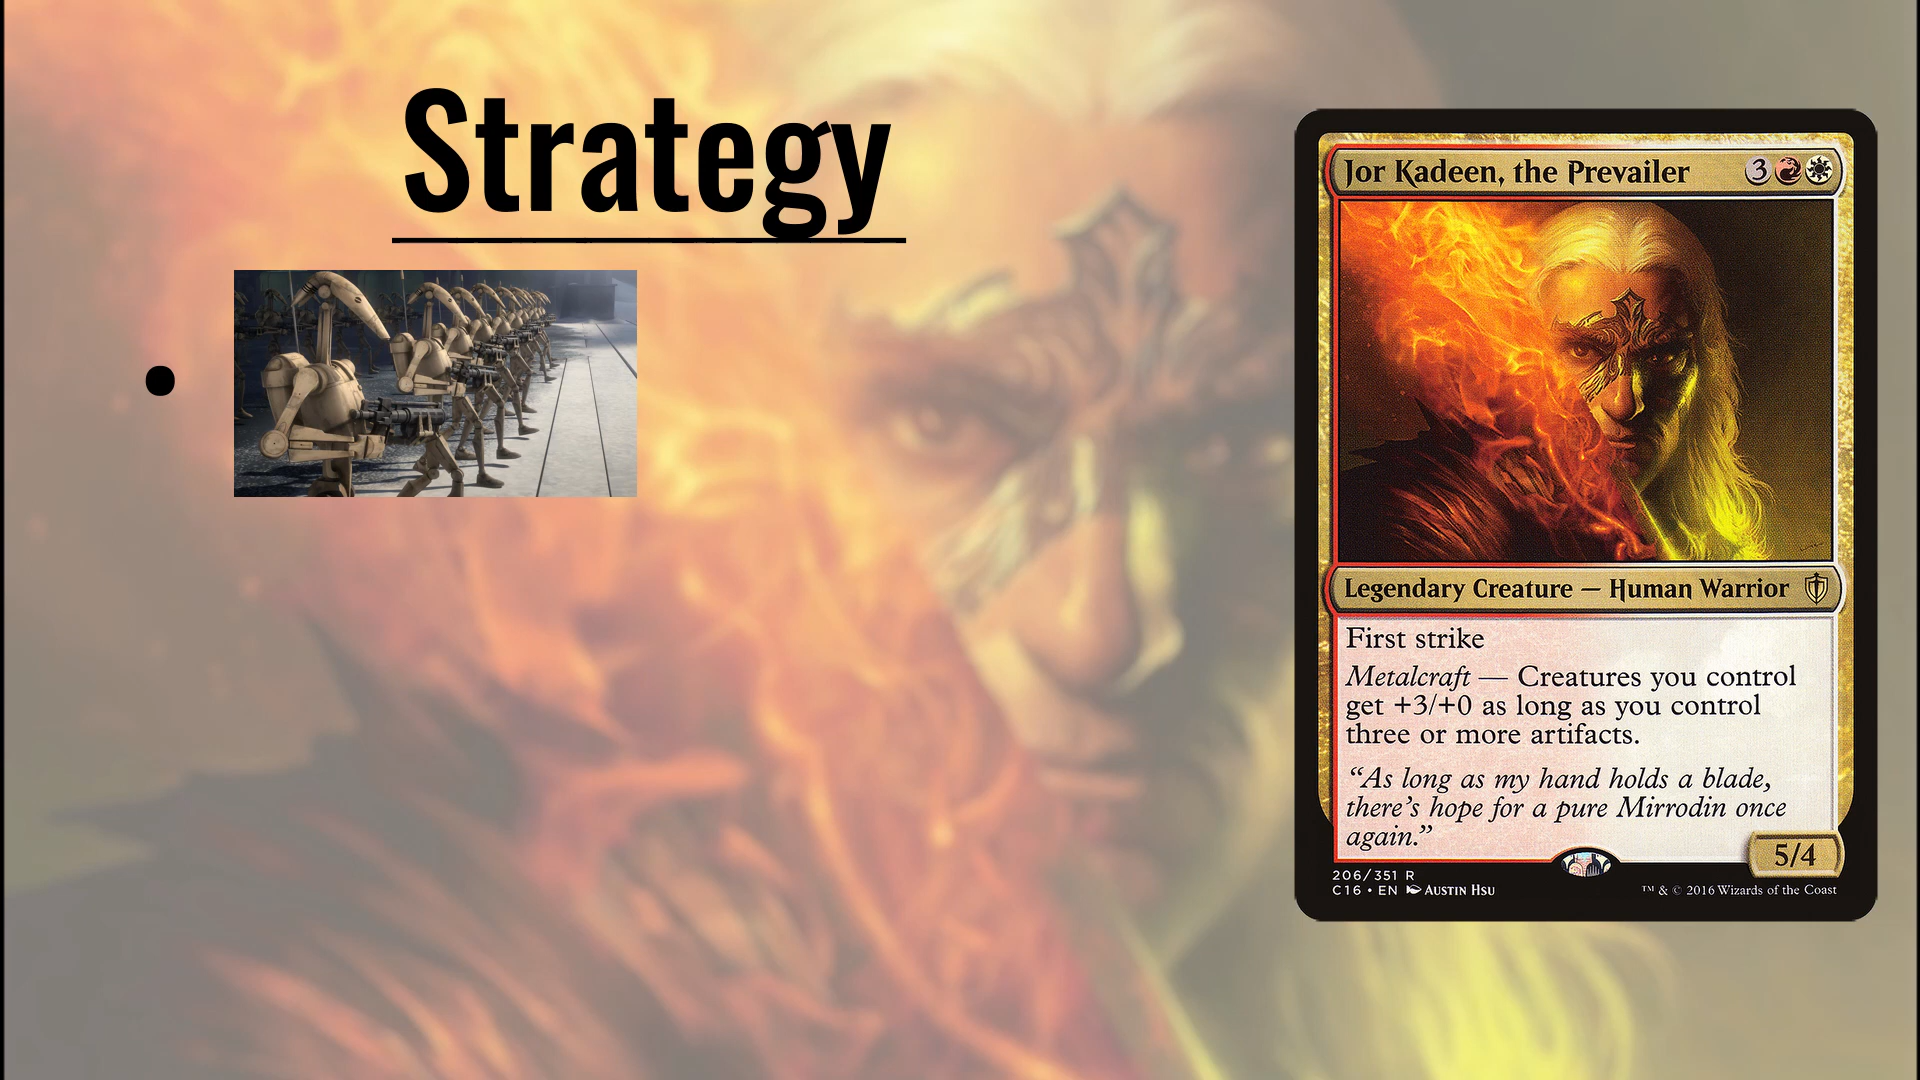 Strategy
Jor Kadeen, the Prevailer 3
Legendary Creature — Human Warrior
First strike
Metalcraft — Creatures you control
get +3/+0 as long as you control
three or more artifacts.
“As long as my hand holds a blade,
there’s hope for a pure Mirrodin once
again.”
5/4
206/351 R
C16 • EN Austin Hsu
™ & © 2016 Wizards of the Coast